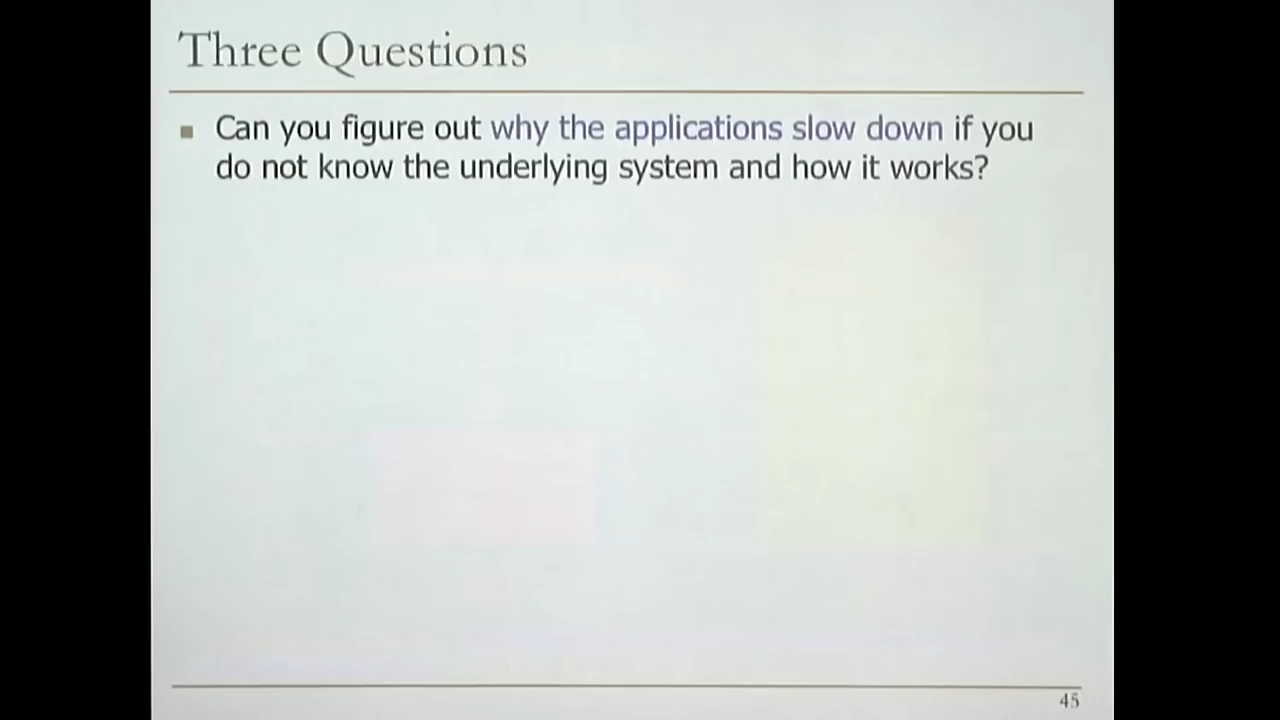 Three Questions
Can you figure out why the applications slow down if you
do not know the underlying system and how it works?
45